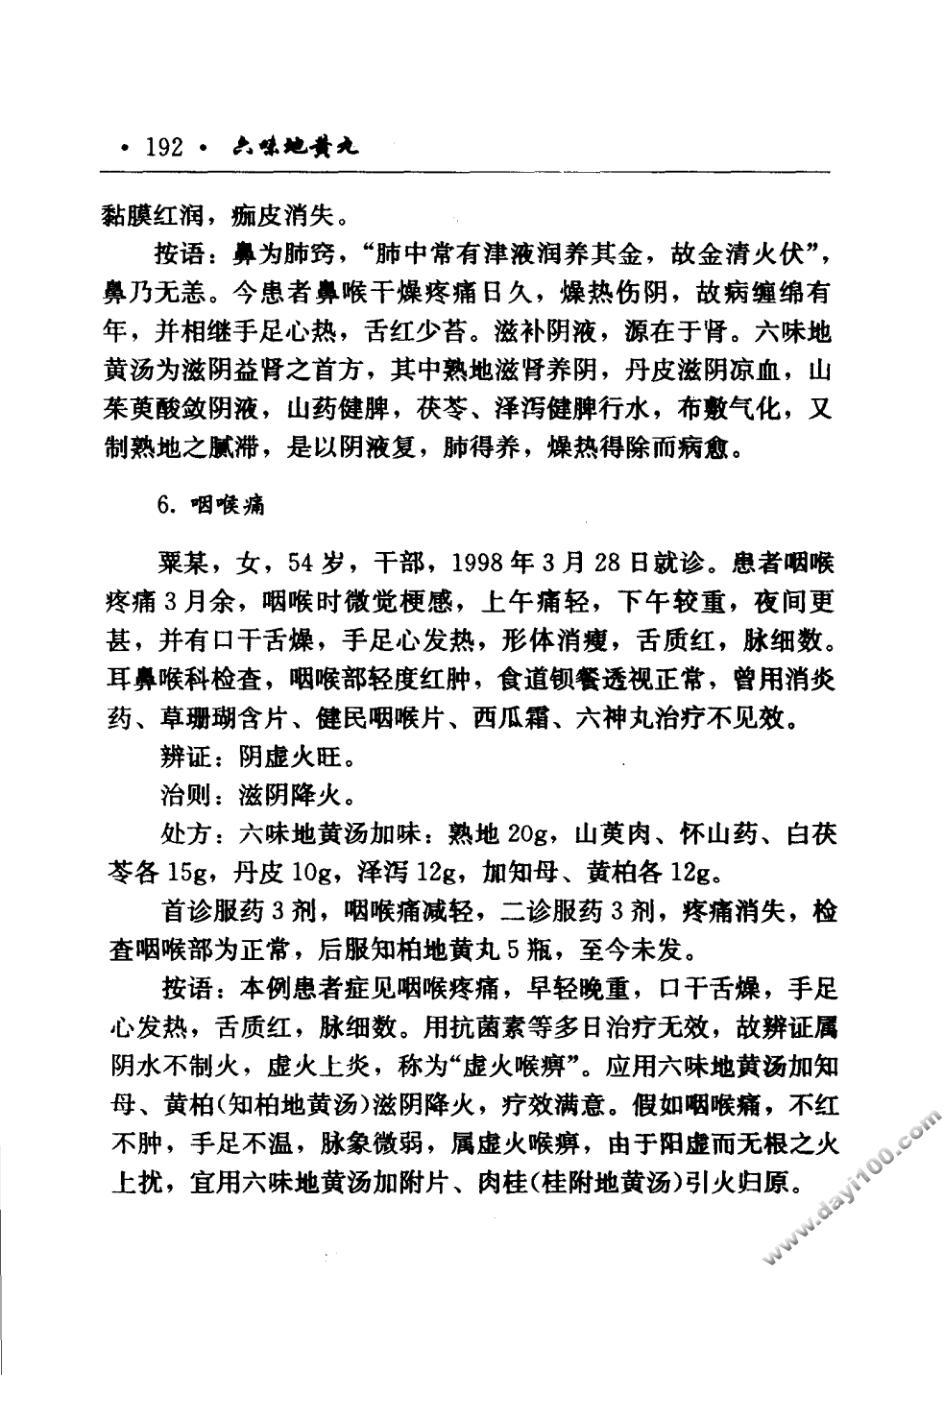 ·192· 六味地黄丸
黏膜红润，痂皮消失。
按语：鼻为肺窍，“肺中常有津液润养其金，故金清火伏”，
鼻乃无恙。今患者鼻喉干燥疼痛日久，燥热伤阴，故病缠绵有
年，并相继手足心热，舌红少苔。滋补阴液，源在于肾。六味地
黄汤为滋阴益肾之首方，其中熟地滋肾养阴，丹皮滋阴凉血，山
茱萸酸敛阴液，山药健脾，茯苓、泽泻健脾行水，布敷气化，又
制熟地之腻滞，是以阴液复，肺得养，燥热得除而病愈。
6. 咽喉痛
粟某，女，54岁，干部，1998年3月28日就诊。患者咽喉
疼痛3月余，咽喉时微觉梗感，上午痛轻，下午较重，夜间更
甚，并有口干舌燥，手足心发热，形体消瘦，舌质红，脉细数。
耳鼻喉科检查，咽喉部轻度红肿，食道钡餐透视正常，曾用消炎
药、草珊瑚含片、健民咽喉片、西瓜霜、六神丸治疗不见效。
辨证：阴虚火旺。
治则：滋阴降火。
处方：六味地黄汤加味：熟地20g，山萸肉、怀山药、白茯
苓各15g，丹皮10g，泽泻12g，加知母、黄柏各12g。
首诊服药3剂，咽喉痛减轻，二诊服药3剂，疼痛消失，检
查咽喉部为正常，后服知柏地黄丸5瓶，至今未发。
按语：本例患者症见咽喉疼痛，早轻晚重，口干舌燥，手足
心发热，舌质红，脉细数。用抗菌素等多日治疗无效，故辨证属
阴水不制火，虚火上炎，称为“虚火喉痹”。应用六味地黄汤加知
母、黄柏(知柏地黄汤)滋阴降火，疗效满意。假如咽喉痛，不红
不肿，手足不温，脉象微弱，属虚火喉痹，由于阳虚而无根之火
上扰，宜用六味地黄汤加附片、肉桂(桂附地黄汤)引火归原。
www.dayi100.com